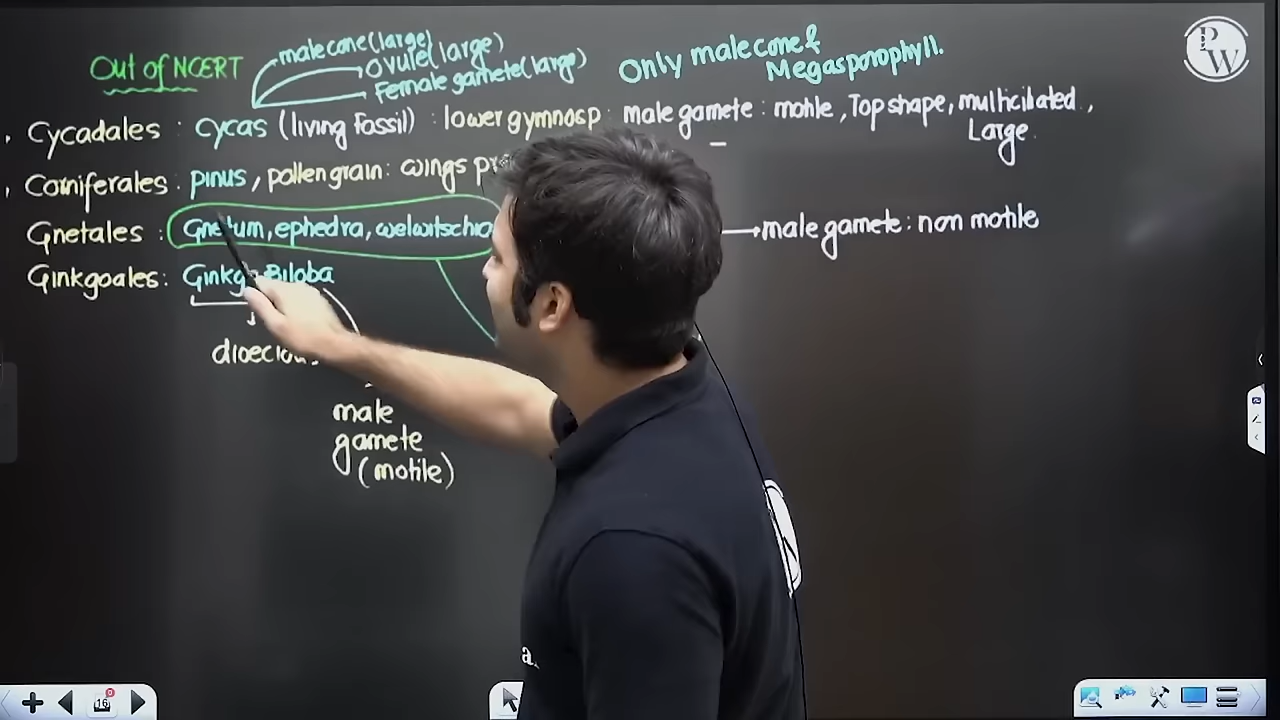 Out of NCERT
male cone (large)
Ovule (large)
Female gamete (large)
Only male cone &
Megasporophyll.
Cycadales : cycas (living fossil) : lower gymnosp : male gamete : motile, Top shape, multiciliated,
Large.
Coniferales : pinus, pollen grain : wings
Gnetales : Gnetum, ephedra, welwitschia
male gamete : non motile
Ginkgoales : Ginkgo Biloba
dioecious
male
gamete
(motile)
P
W
16